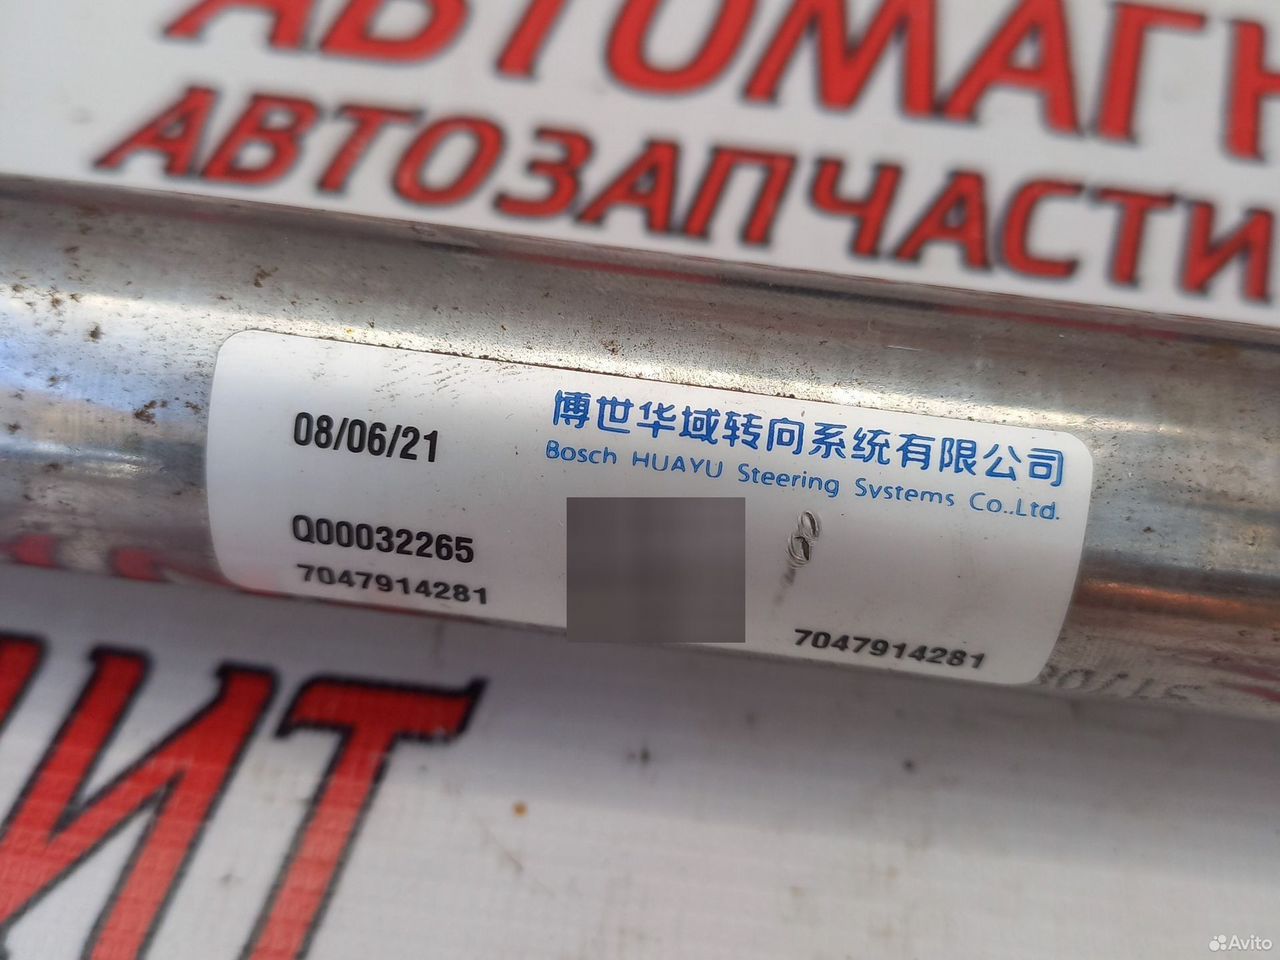 АВТОМАГН
АВТОЗАПЧАСТИ
08/06/21
博世华域转向系统有限公司
Bosch HUAYU Steering Systems Co.,Ltd.
Q00032265
7047914281
7047914281
ИТ
Avito